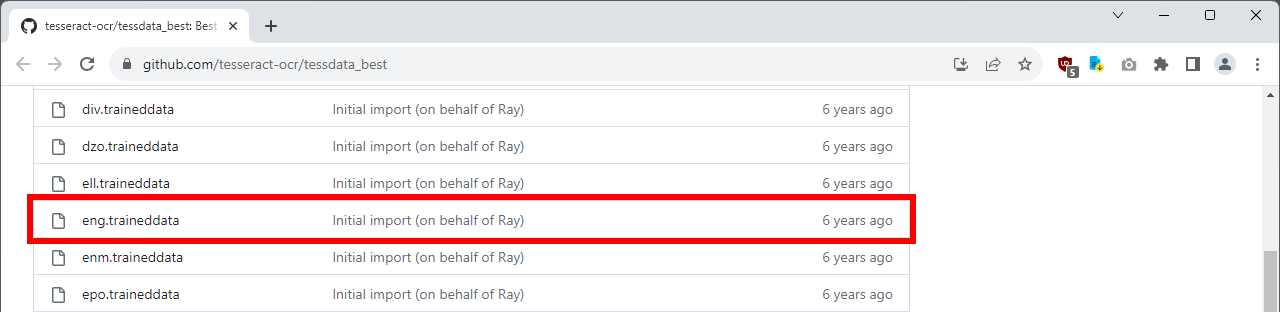 tesseract-ocr/tessdata_best: Best
github.com/tesseract-ocr/tessdata_best
5
div.traineddata Initial import (on behalf of Ray) 6 years ago
dzo.traineddata Initial import (on behalf of Ray) 6 years ago
ell.traineddata Initial import (on behalf of Ray) 6 years ago
eng.traineddata Initial import (on behalf of Ray) 6 years ago
enm.traineddata Initial import (on behalf of Ray) 6 years ago
epo.traineddata Initial import (on behalf of Ray) 6 years ago